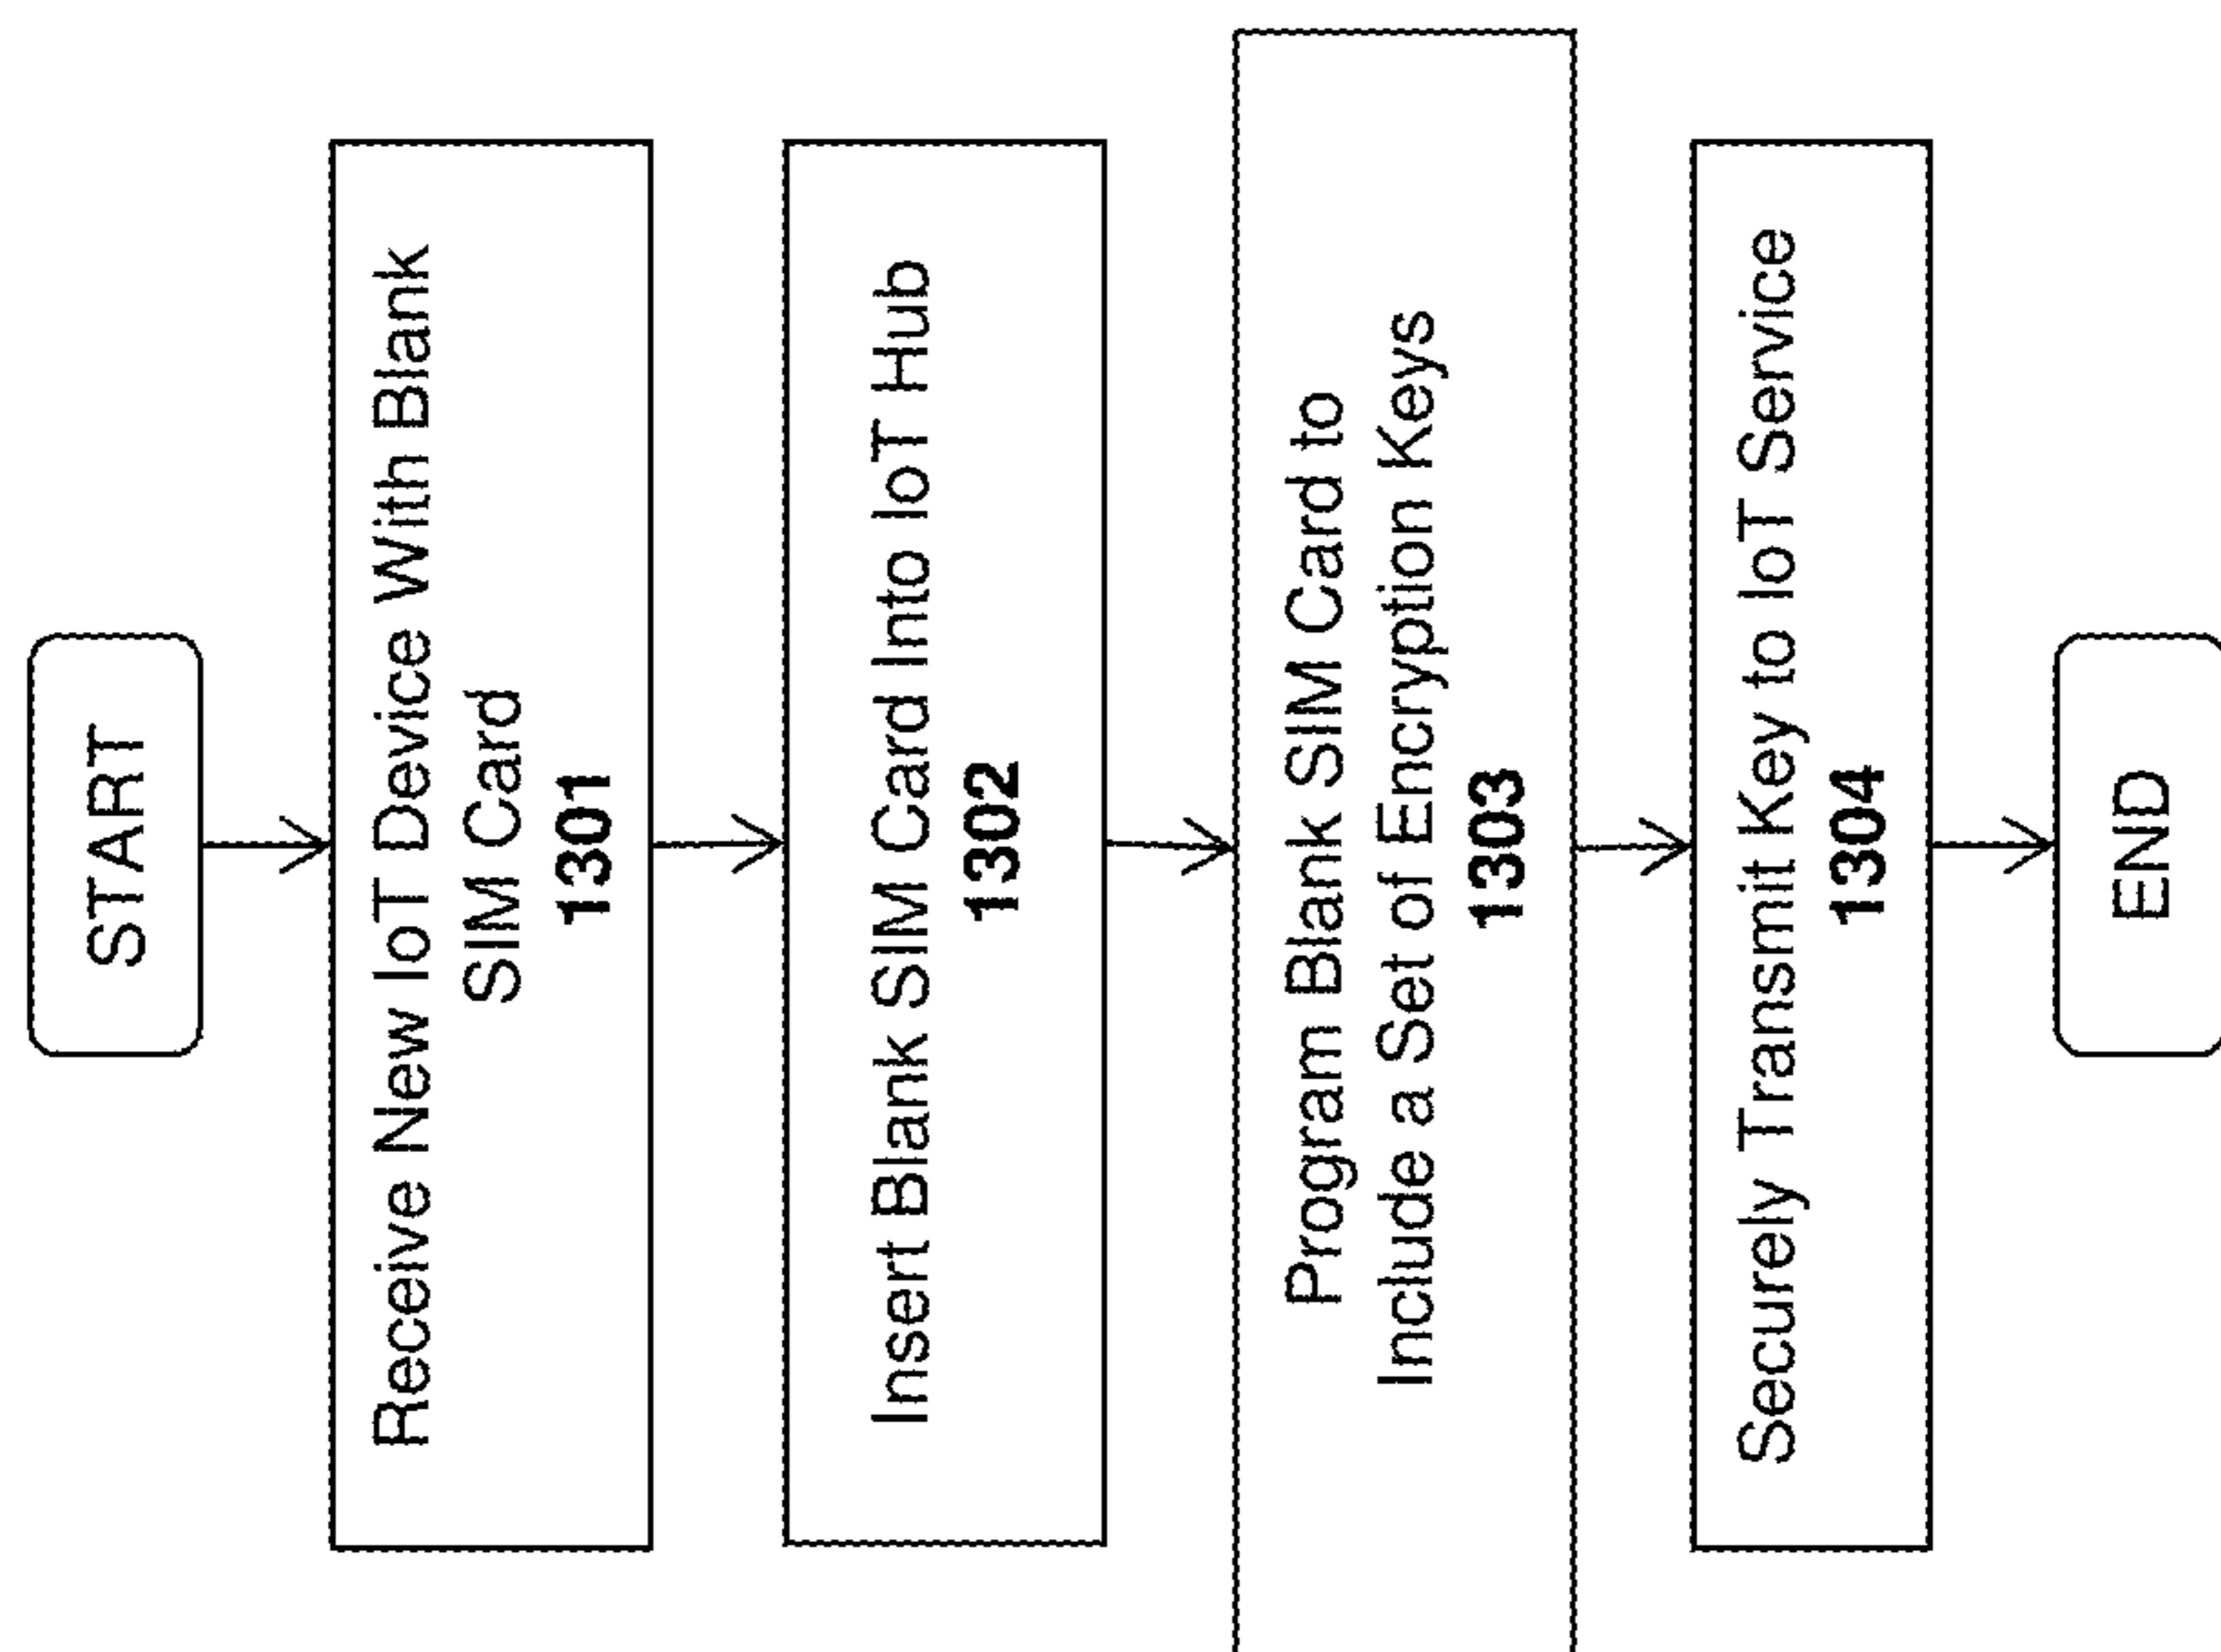 START
Receive New IoT Device With Blank
SIM Card
1301
Insert Blank SIM Card Into IoT Hub
1302
Program Blank SIM Card to
Include a Set of Encryption Keys
1303
Securely Transmit Key to IoT Service
1304
END